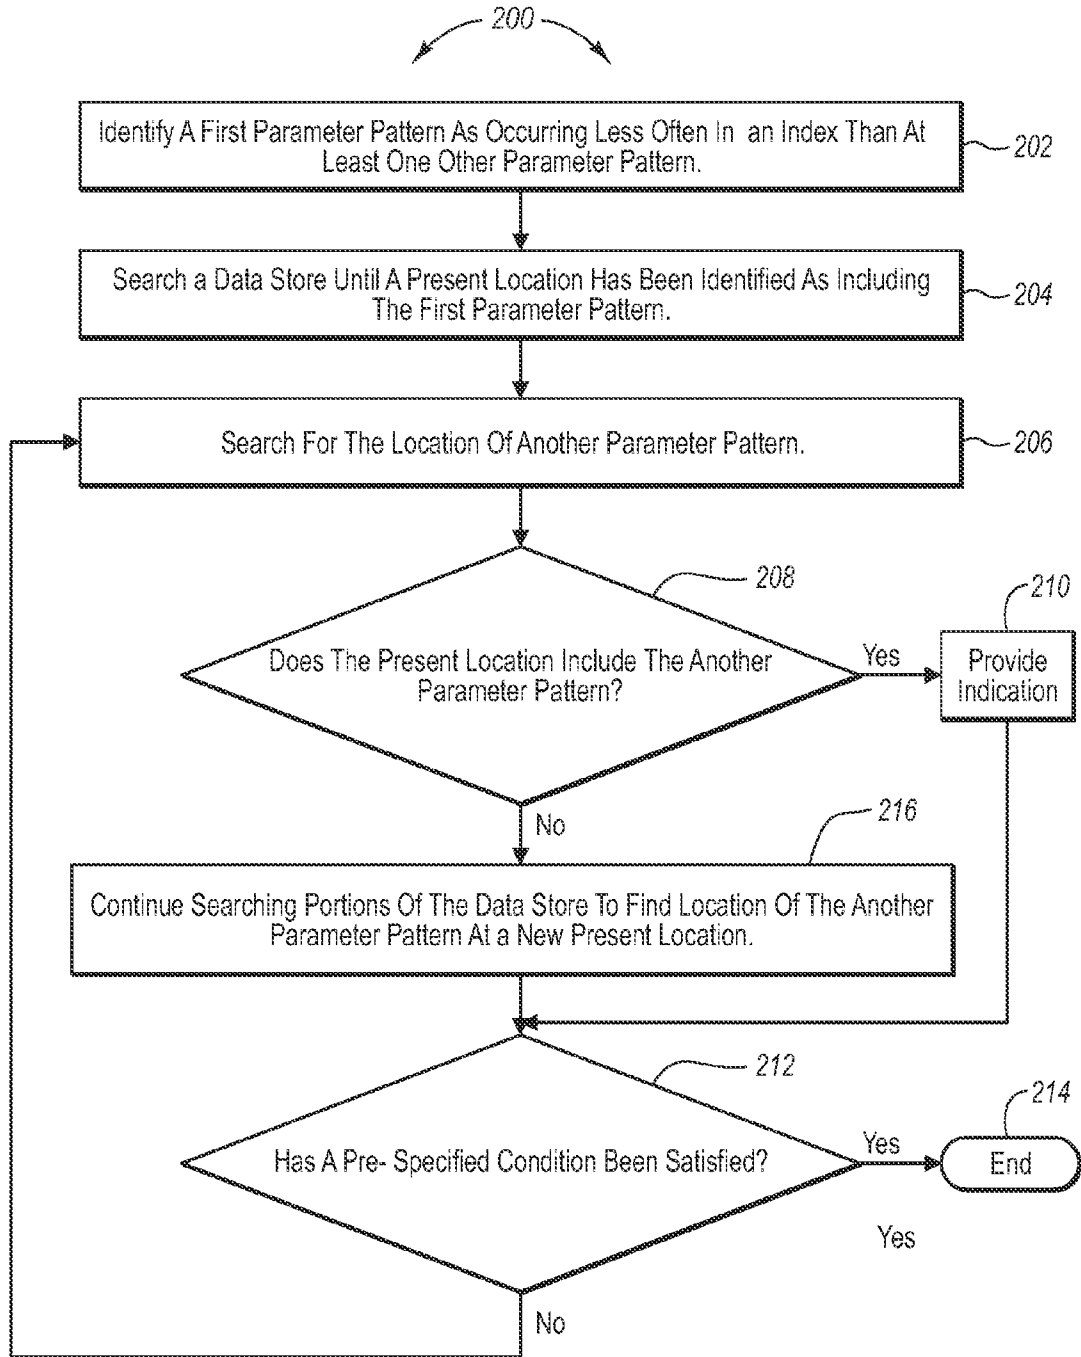 200
Identify A First Parameter Pattern As Occurring Less Often In an Index Than At
Least One Other Parameter Pattern.
202
Search a Data Store Until A Present Location Has Been Identified As Including
The First Parameter Pattern.
204
Search For The Location Of Another Parameter Pattern.
206
208
Does The Present Location Include The Another
Parameter Pattern?
Yes
210
Provide
Indication
No
216
Continue Searching Portions Of The Data Store To Find Location Of The Another
Parameter Pattern At a New Present Location.
212
Has A Pre- Specified Condition Been Satisfied?
Yes
214
End
Yes
No